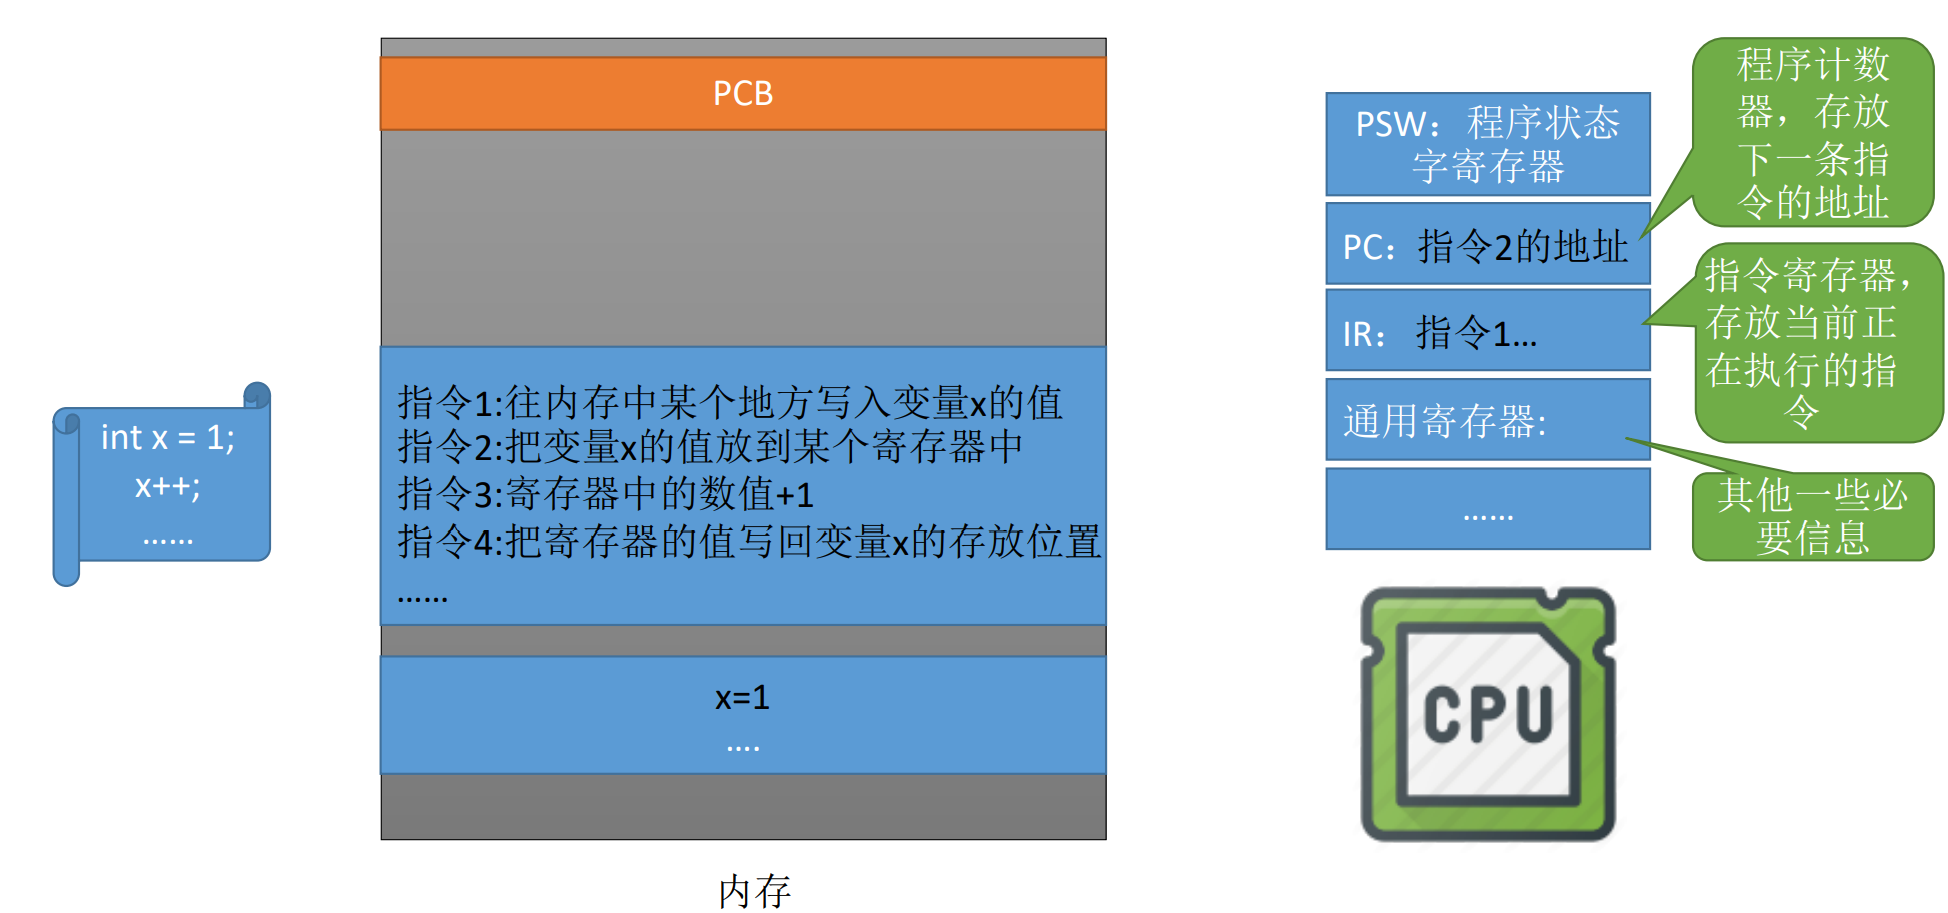 int x = 1;
x++;
……
PCB
指令1:往内存中某个地方写入变量x的值
指令2:把变量x的值放到某个寄存器中
指令3:寄存器中的数值+1
指令4:把寄存器的值写回变量x的存放位置
……
x=1
….
内存
PSW：程序状态
字寄存器
PC：指令2的地址
IR：指令1…
通用寄存器:
……
程序计数
器，存放
下一条指
令的地址
指令寄存器，
存放当前正
在执行的指
令
其他一些必
要信息
CPU